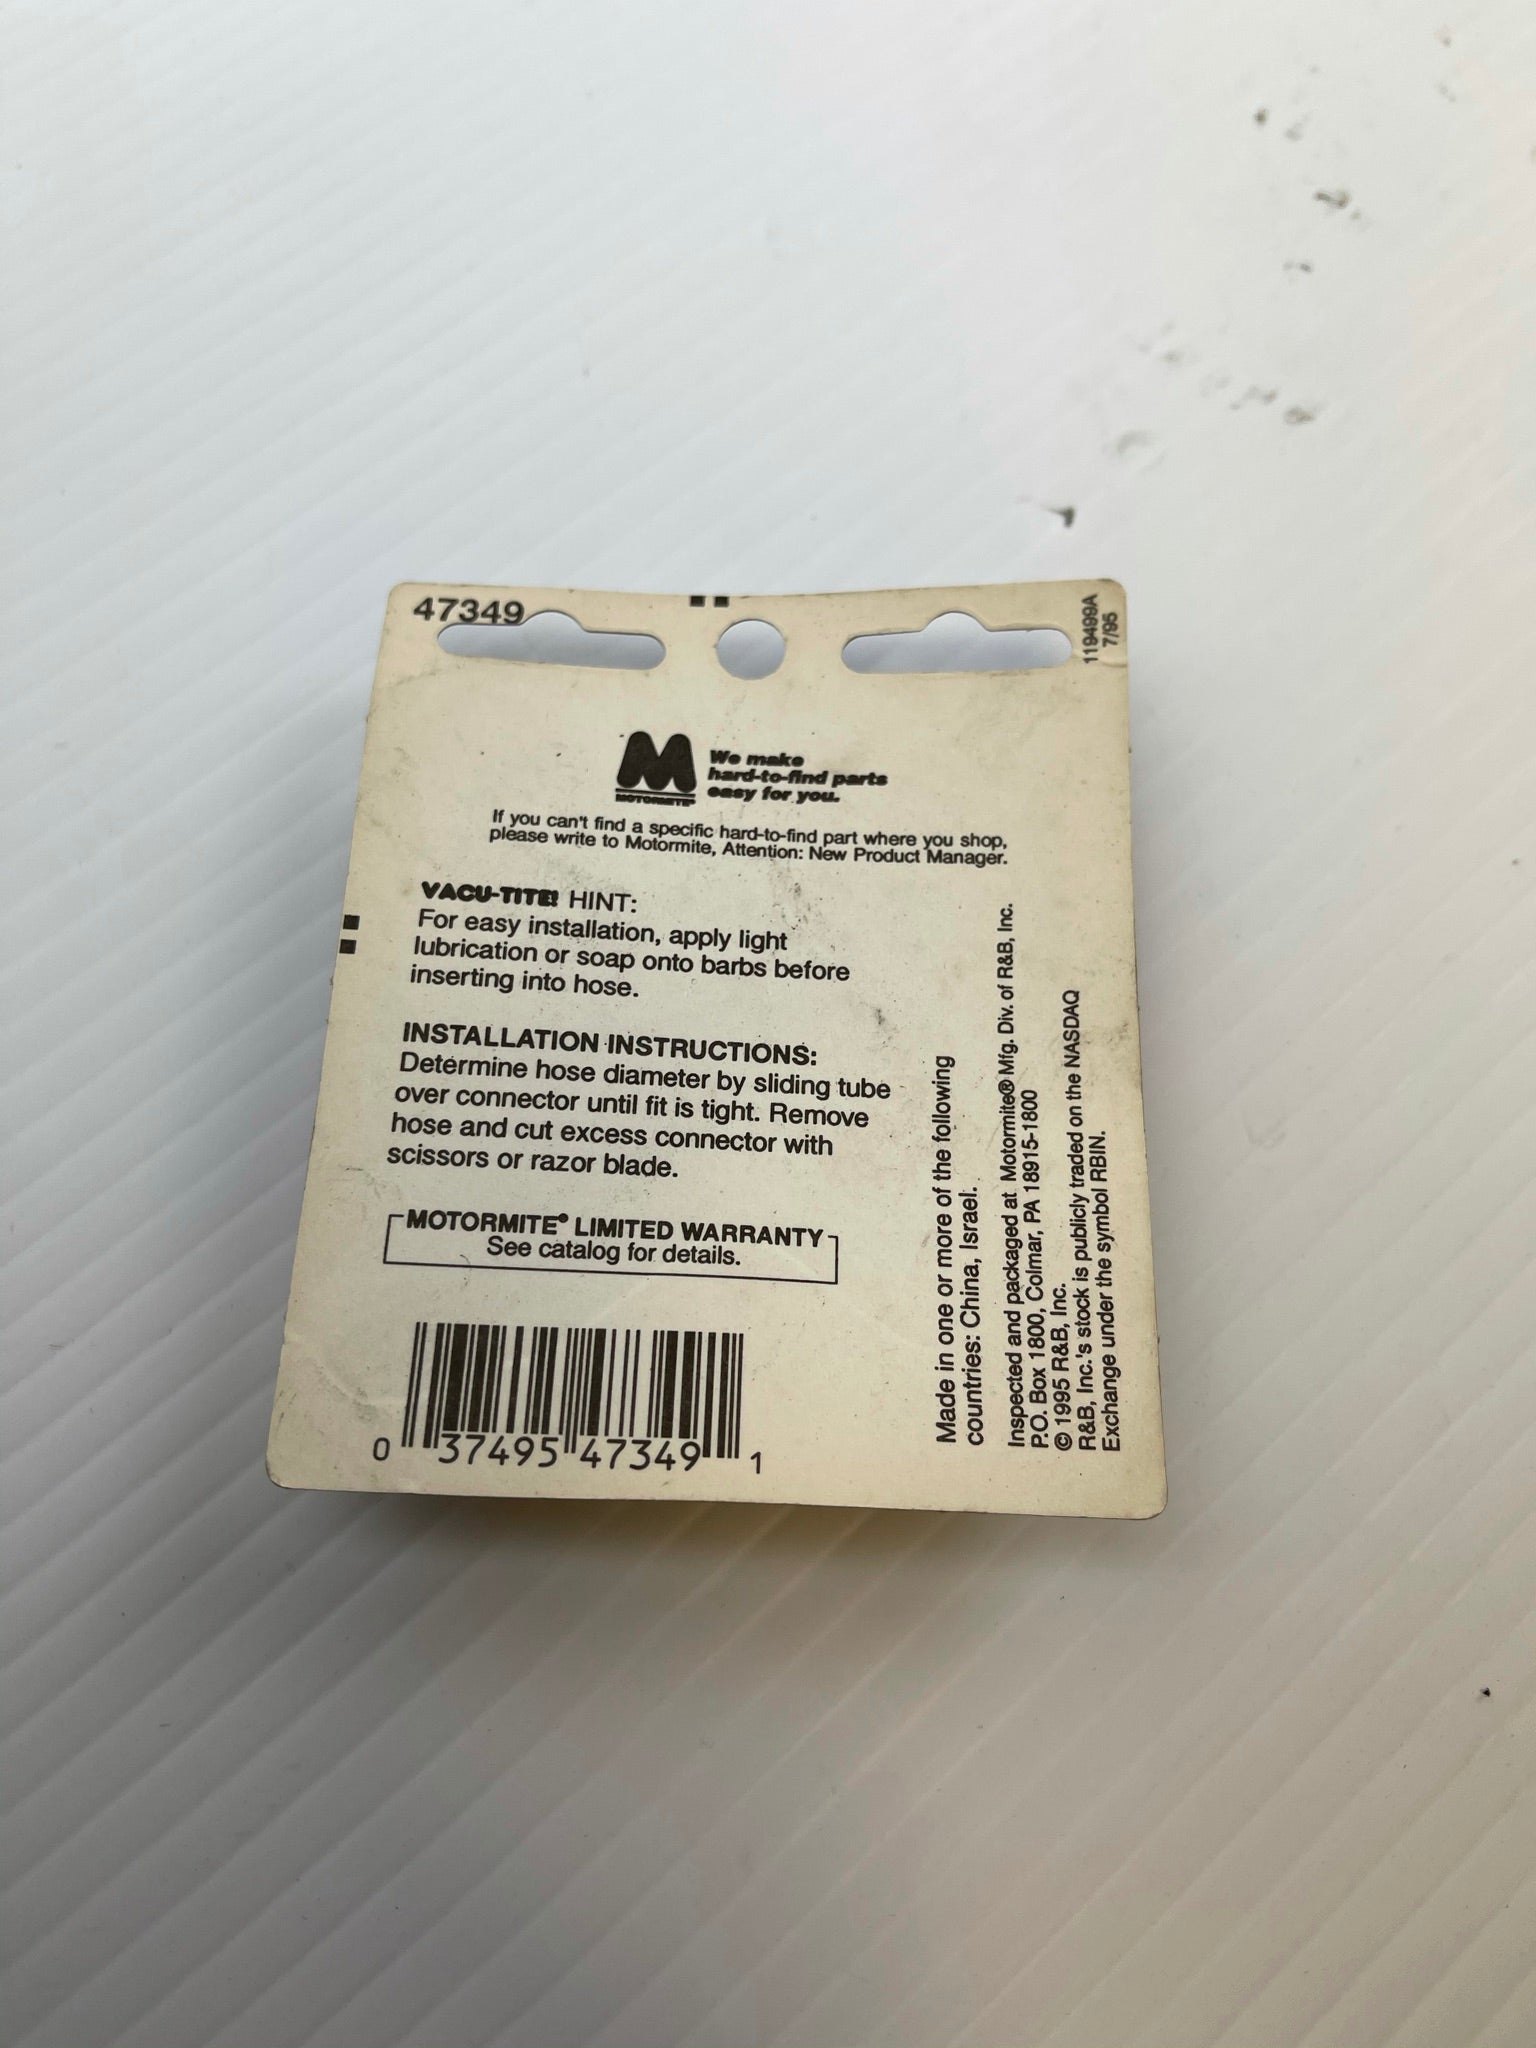 47349
119499A
7/95
MOTORMITE®
We make
hard-to-find parts
easy for you.
If you can't find a specific hard-to-find part where you shop,
please write to Motormite, Attention: New Product Manager.
VACU-TITE! HINT:
For easy installation, apply light
lubrication or soap onto barbs before
inserting into hose.
INSTALLATION INSTRUCTIONS:
Determine hose diameter by sliding tube
over connector until fit is tight. Remove
hose and cut excess connector with
scissors or razor blade.
MOTORMITE® LIMITED WARRANTY
See catalog for details.
0 37495 47349 1
Made in one or more of the following
countries: China, Israel.
Inspected and packaged at Motormite® Mfg. Div. of R&B, Inc.
P.O. Box 1800, Colmar, PA 18915-1800
© 1995 R&B, Inc.
R&B, Inc.'s stock is publicly traded on the NASDAQ
Exchange under the symbol RBIN.